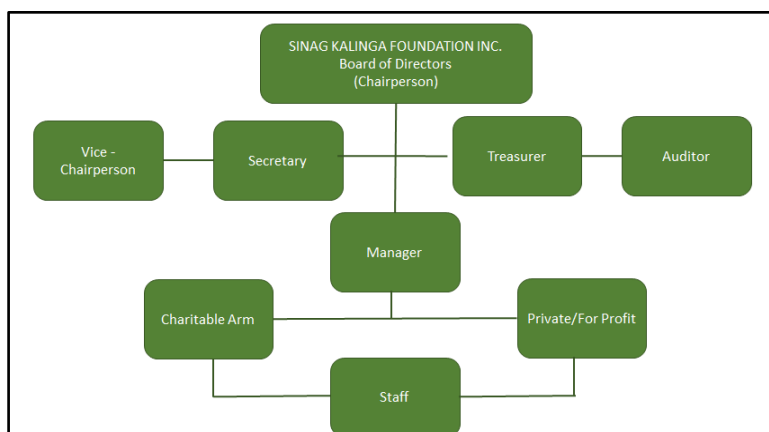 SINAG KALINGA FOUNDATION INC.
Board of Directors
(Chairperson)
Vice -
Chairperson
Secretary
Treasurer
Auditor
Manager
Charitable Arm
Private/For Profit
Staff